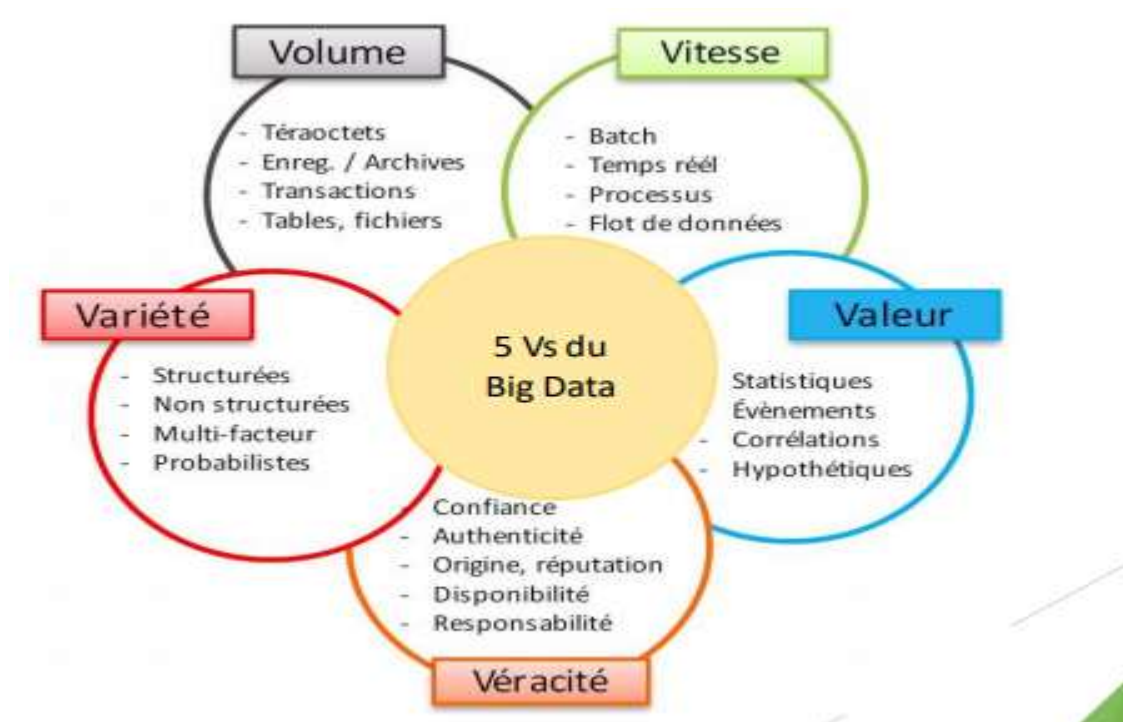 Volume
- Téraoctets
- Enreg. / Archives
- Transactions
- Tables, fichiers
Vitesse
- Batch
- Temps réél
- Processus
- Flot de données
Variété
- Structurées
- Non structurées
- Multi-facteur
- Probabilistes
5 Vs du
Big Data
Valeur
Statistiques
Évènements
- Corrélations
- Hypothétiques
- Confiance
- Authenticité
- Origine, réputation
- Disponibilité
- Responsabilité
Véracité